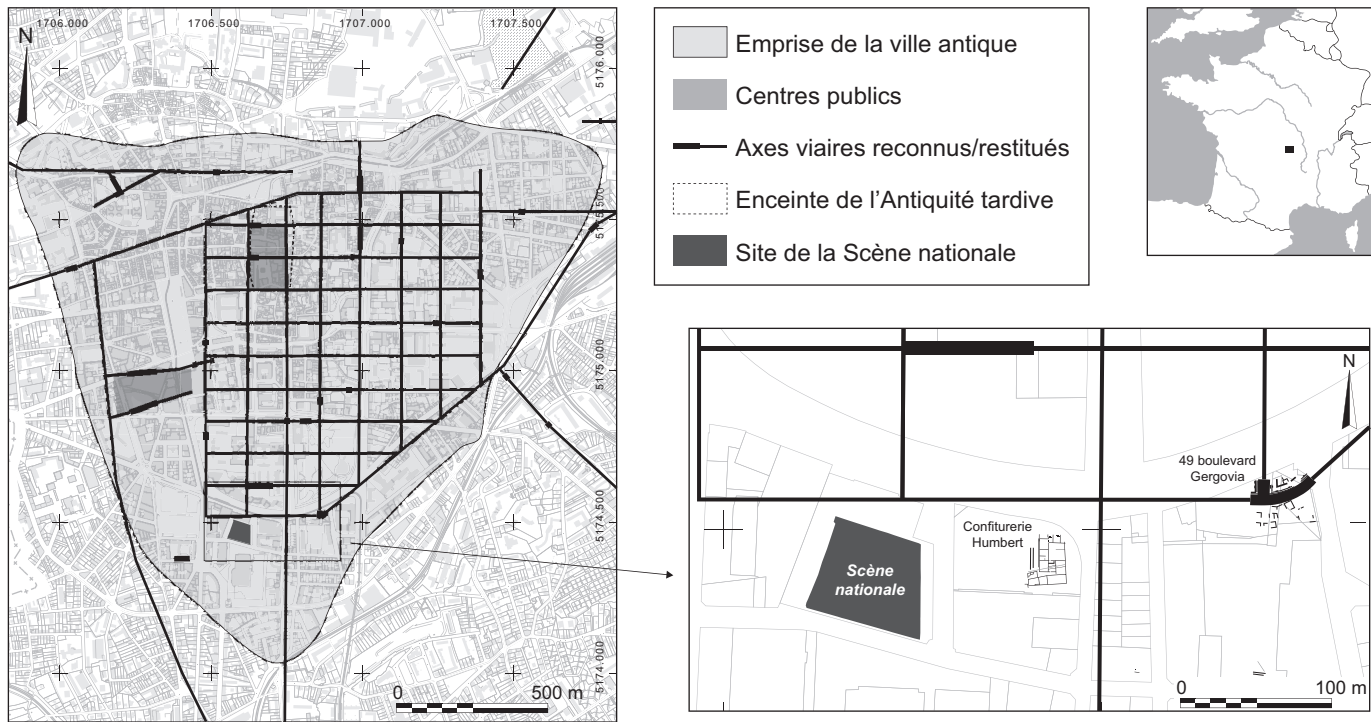 1706.000
1706.500
1707.000
1707.500
N
5176.000
5175.500
5175.000
5174.500
5174.000
0
500 m
Emprise de la ville antique
Centres publics
Axes viaires reconnus/restitués
Enceinte de l'Antiquité tardive
Site de la Scène nationale
N
49 boulevard
Gergovia
Confiturerie
Humbert
Scène
nationale
0
100 m